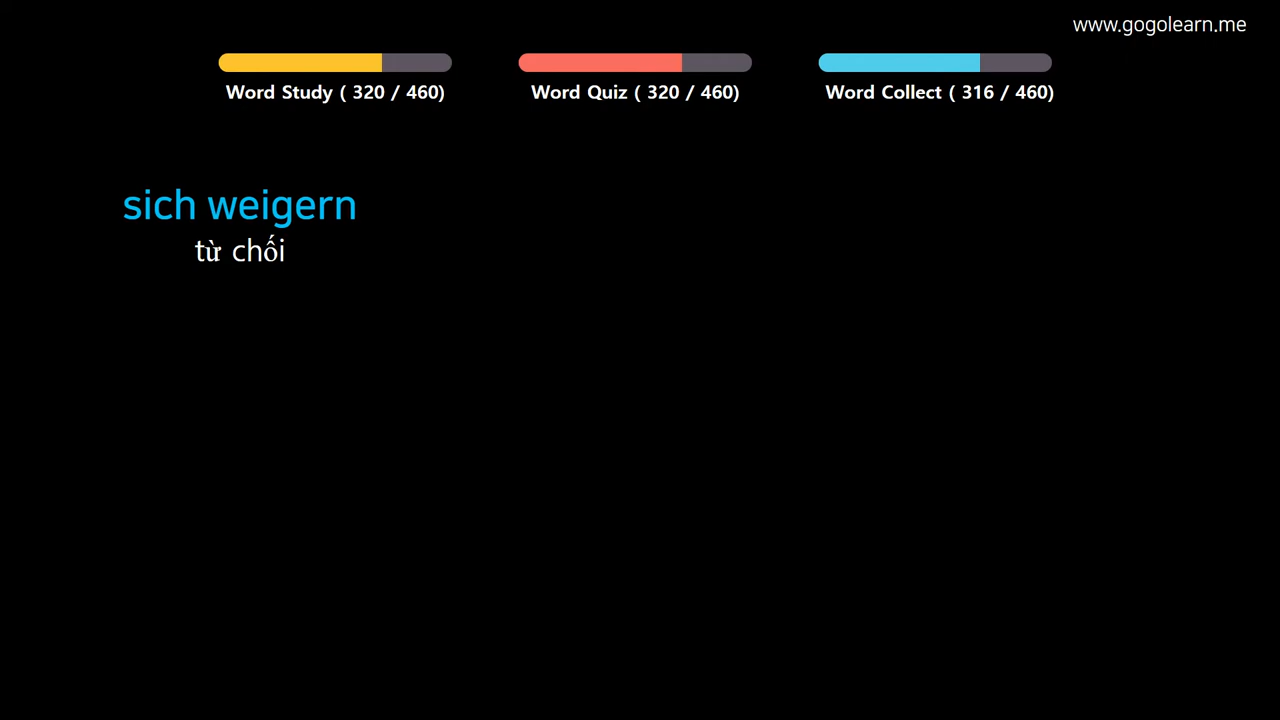 www.gogolearn.me
Word Study ( 320 / 460)
Word Quiz ( 320 / 460)
Word Collect ( 316 / 460)
sich weigern
từ chối